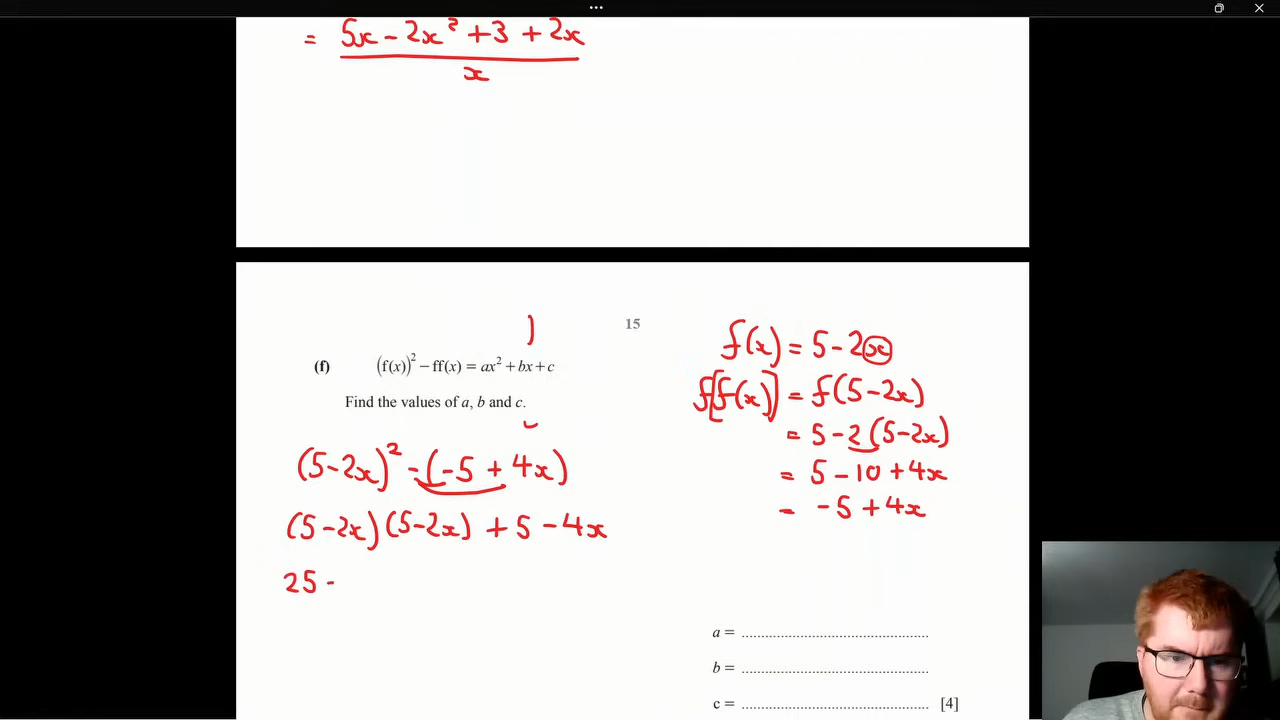 = 5x - 2x² + 3 + 2x
x
15
(f) (f(x))² − ff(x) = ax² + bx + c
Find the values of a, b and c.
(5-2x)² - (-5 + 4x)
(5-2x)(5-2x) + 5 - 4x
25 -
f(x) = 5 - 2x
f[f(x)] = f(5-2x)
= 5 - 2(5-2x)
= 5 - 10 + 4x
= -5 + 4x
a = ................................................
b = ................................................
c = ................................................ [4]